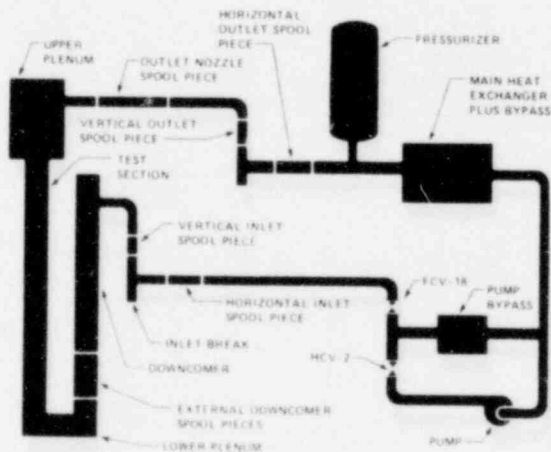 HORIZONTAL
OUTLET SPOOL
PIECE
UPPER
PLENUM
OUTLET NOZZLE
SPOOL PIECE
PRESSURIZER
MAIN HEAT
EXCHANGER
PLUS BYPASS
VERTICAL OUTLET
SPOOL PIECE
TEST
SECTION
VERTICAL INLET
SPOOL PIECE
FCV-18
PUMP
BYPASS
HORIZONTAL INLET
SPOOL PIECE
INLET BREAK
HCV-2
DOWNCOMER
EXTERNAL DOWNCOMER
SPOOL PIECES
LOWER PLENUM
PUMP